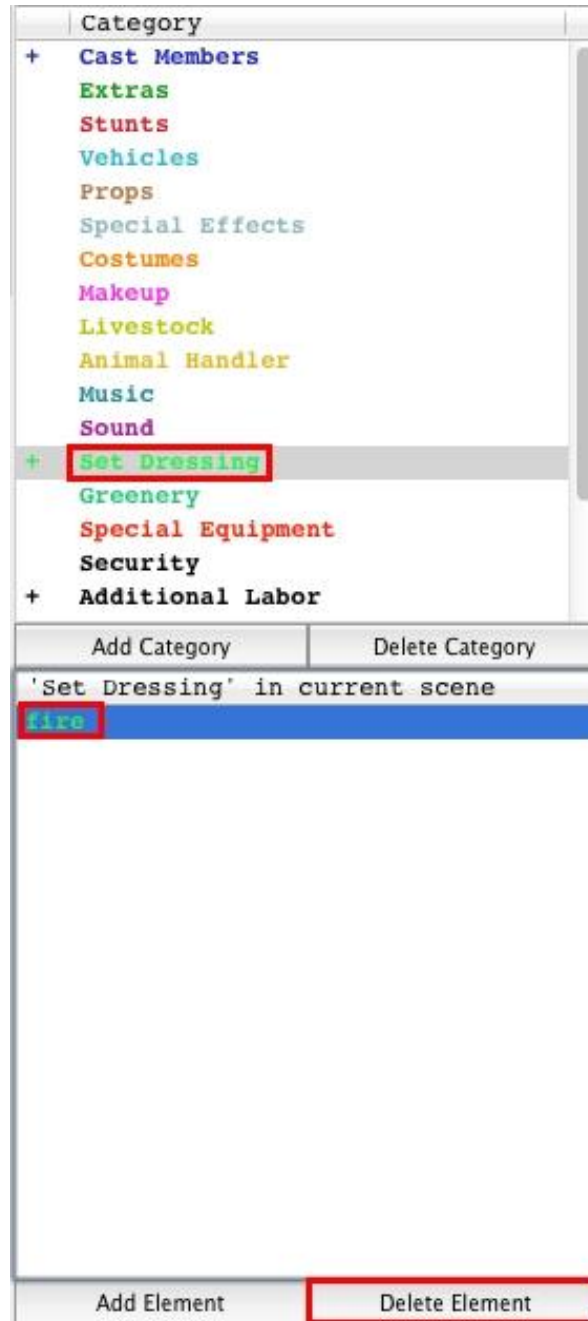 Category
+ Cast Members
Extras
Stunts
Vehicles
Props
Special Effects
Costumes
Makeup
Livestock
Animal Handler
Music
Sound
+ Set Dressing
Greenery
Special Equipment
Security
+ Additional Labor
Add Category Delete Category
'Set Dressing' in current scene
fire
Add Element Delete Element